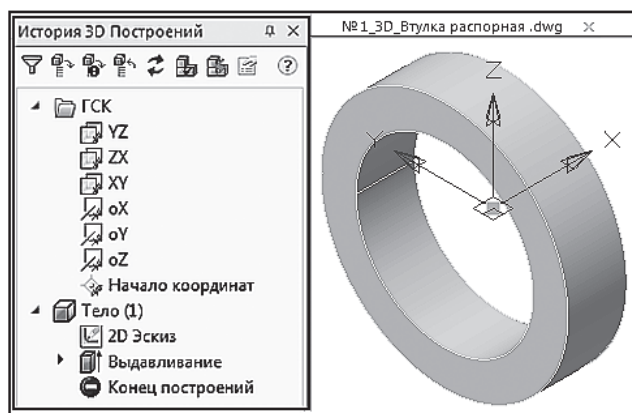 История 3D Построений
№1_3D_Втулка распорная .dwg
ГСК
YZ
ZX
XY
oX
oY
oZ
Начало координат
Тело (1)
2D Эскиз
Выдавливание
Конец построений
Z
Y
X